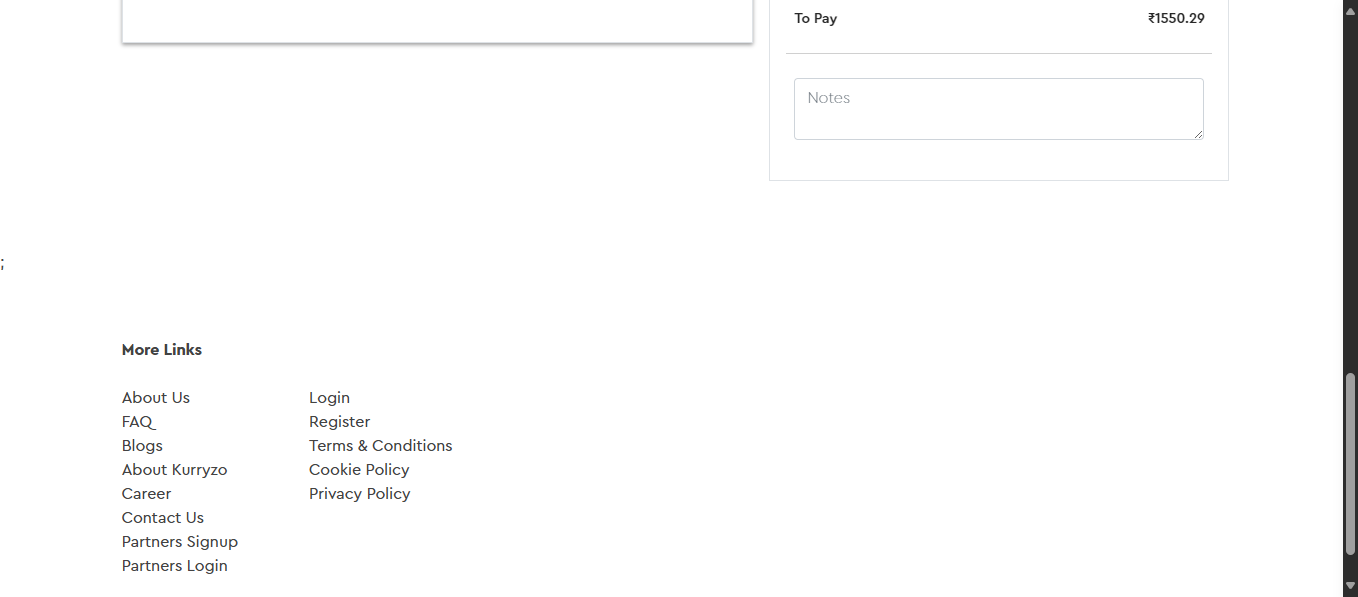 To Pay ₹1550.29
Notes
;
More Links
About Us
FAQ
Blogs
About Kurryzo
Career
Contact Us
Partners Signup
Partners Login
Login
Register
Terms & Conditions
Cookie Policy
Privacy Policy